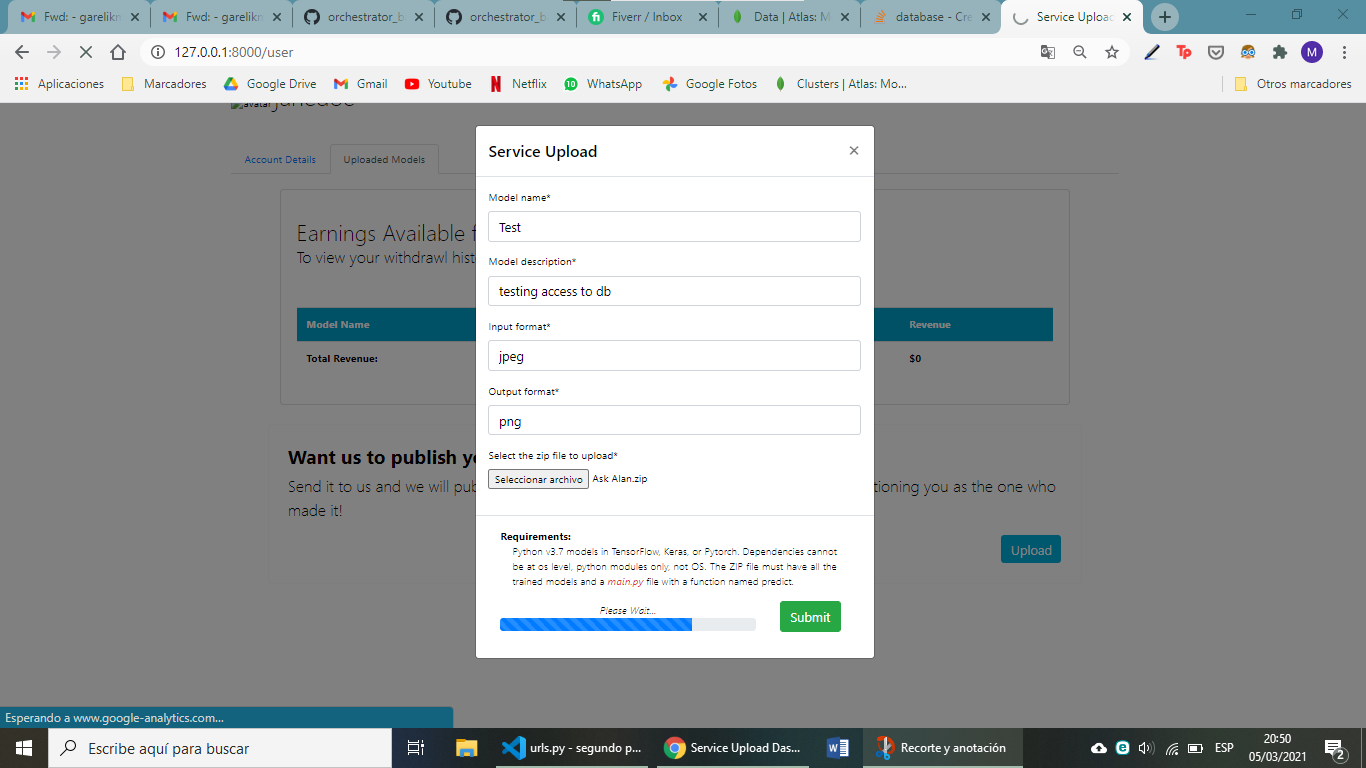 Fwd: - garelikn
Fwd: - garelikn
orchestrator_b
orchestrator_b
Fiverr / Inbox
Data | Atlas: M
database - Cre
Service Upload
127.0.0.1:8000/user
M
Aplicaciones
Marcadores
Google Drive
Gmail
Youtube
Netflix
10
WhatsApp
Google Fotos
Clusters | Atlas: Mo...
Otros marcadores
avatar
Account Details
Uploaded Models
Earnings Available f
To view your withdrawl hist
Model Name
Revenue
Total Revenue:
$0
Want us to publish y
Send it to us and we will pub
tioning you as the one who
made it!
Upload
Service Upload
×
Model name*
Test
Model description*
testing access to db
Input format*
jpeg
Output format*
png
Select the zip file to upload*
Seleccionar archivo Ask Alan.zip
Requirements:
Python v3.7 models in TensorFlow, Keras, or Pytorch. Dependencies cannot
be at os level, python modules only, not OS. The ZIP file must have all the
trained models and a main.py file with a function named predict.
Please Wait...
Submit
Esperando a www.google-analytics.com...
Escribe aquí para buscar
urls.py - segundo p...
Service Upload Das...
Recorte y anotación
ESP
20:50
05/03/2021
2